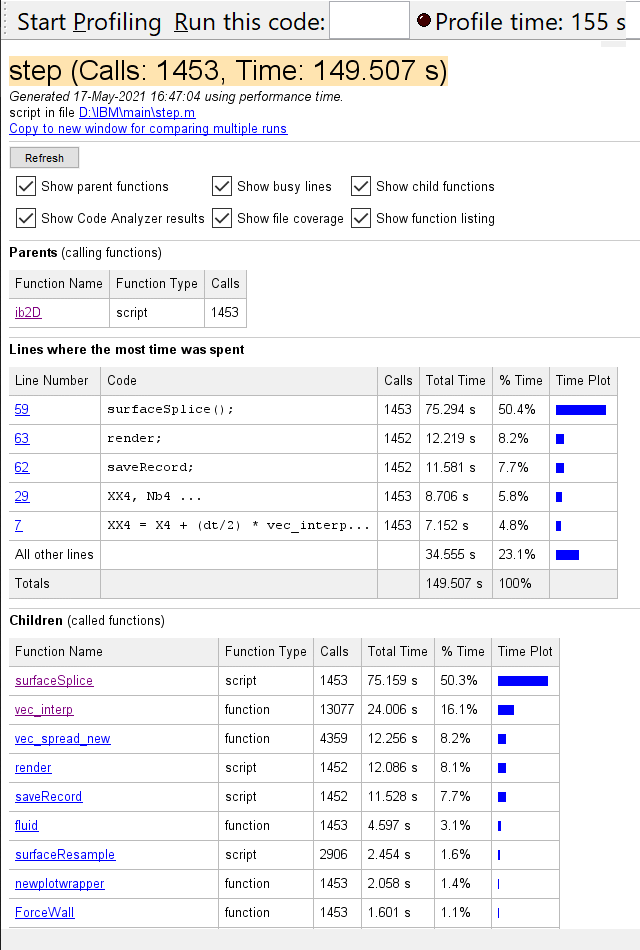 Start Profiling Run this code: Profile time: 155 s
step (Calls: 1453, Time: 149.507 s)
Generated 17-May-2021 16:47:04 using performance time.
script in file D:\IBM\main\step.m
Copy to new window for comparing multiple runs
Refresh
Show parent functions Show busy lines Show child functions
Show Code Analyzer results Show file coverage Show function listing
Parents (calling functions)
Function Name Function Type Calls
ib2D script 1453
Lines where the most time was spent
Line Number Code Calls Total Time % Time Time Plot
59 surfaceSplice(); 1453 75.294 s 50.4%
63 render; 1452 12.219 s 8.2%
62 saveRecord; 1452 11.581 s 7.7%
29 XX4, Nb4 ... 1453 8.706 s 5.8%
7 XX4 = X4 + (dt/2) * vec_interp... 1453 7.152 s 4.8%
All other lines 34.555 s 23.1%
Totals 149.507 s 100%
Children (called functions)
Function Name Function Type Calls Total Time % Time Time Plot
surfaceSplice script 1453 75.159 s 50.3%
vec_interp function 13077 24.006 s 16.1%
vec_spread_new function 4359 12.256 s 8.2%
render script 1452 12.086 s 8.1%
saveRecord script 1452 11.528 s 7.7%
fluid function 1453 4.597 s 3.1%
surfaceResample script 2906 2.454 s 1.6%
newplotwrapper function 1453 2.058 s 1.4%
ForceWall function 1453 1.601 s 1.1%